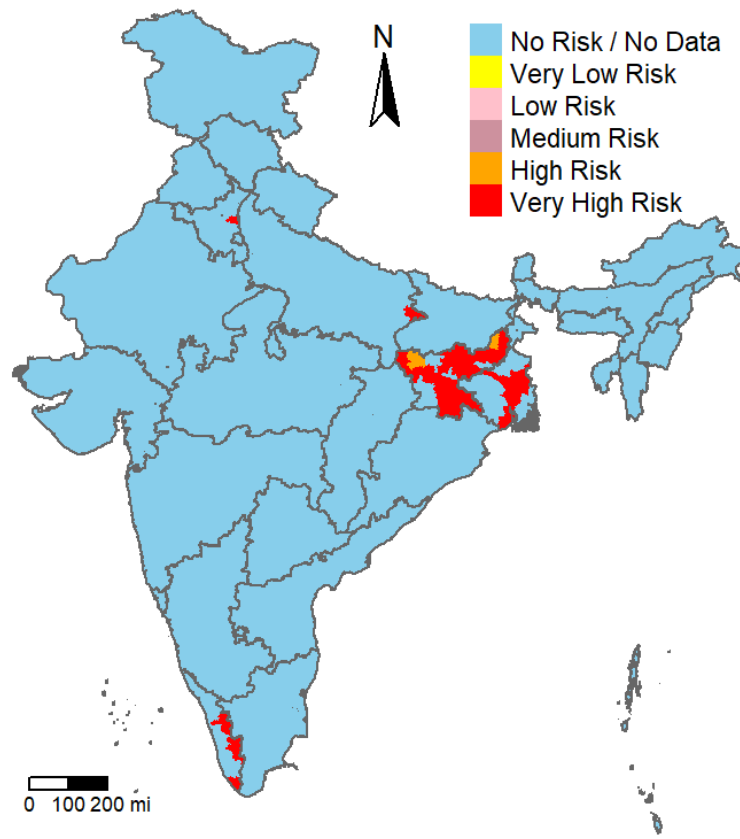 N
No Risk / No Data
Very Low Risk
Low Risk
Medium Risk
High Risk
Very High Risk
0 100 200 mi